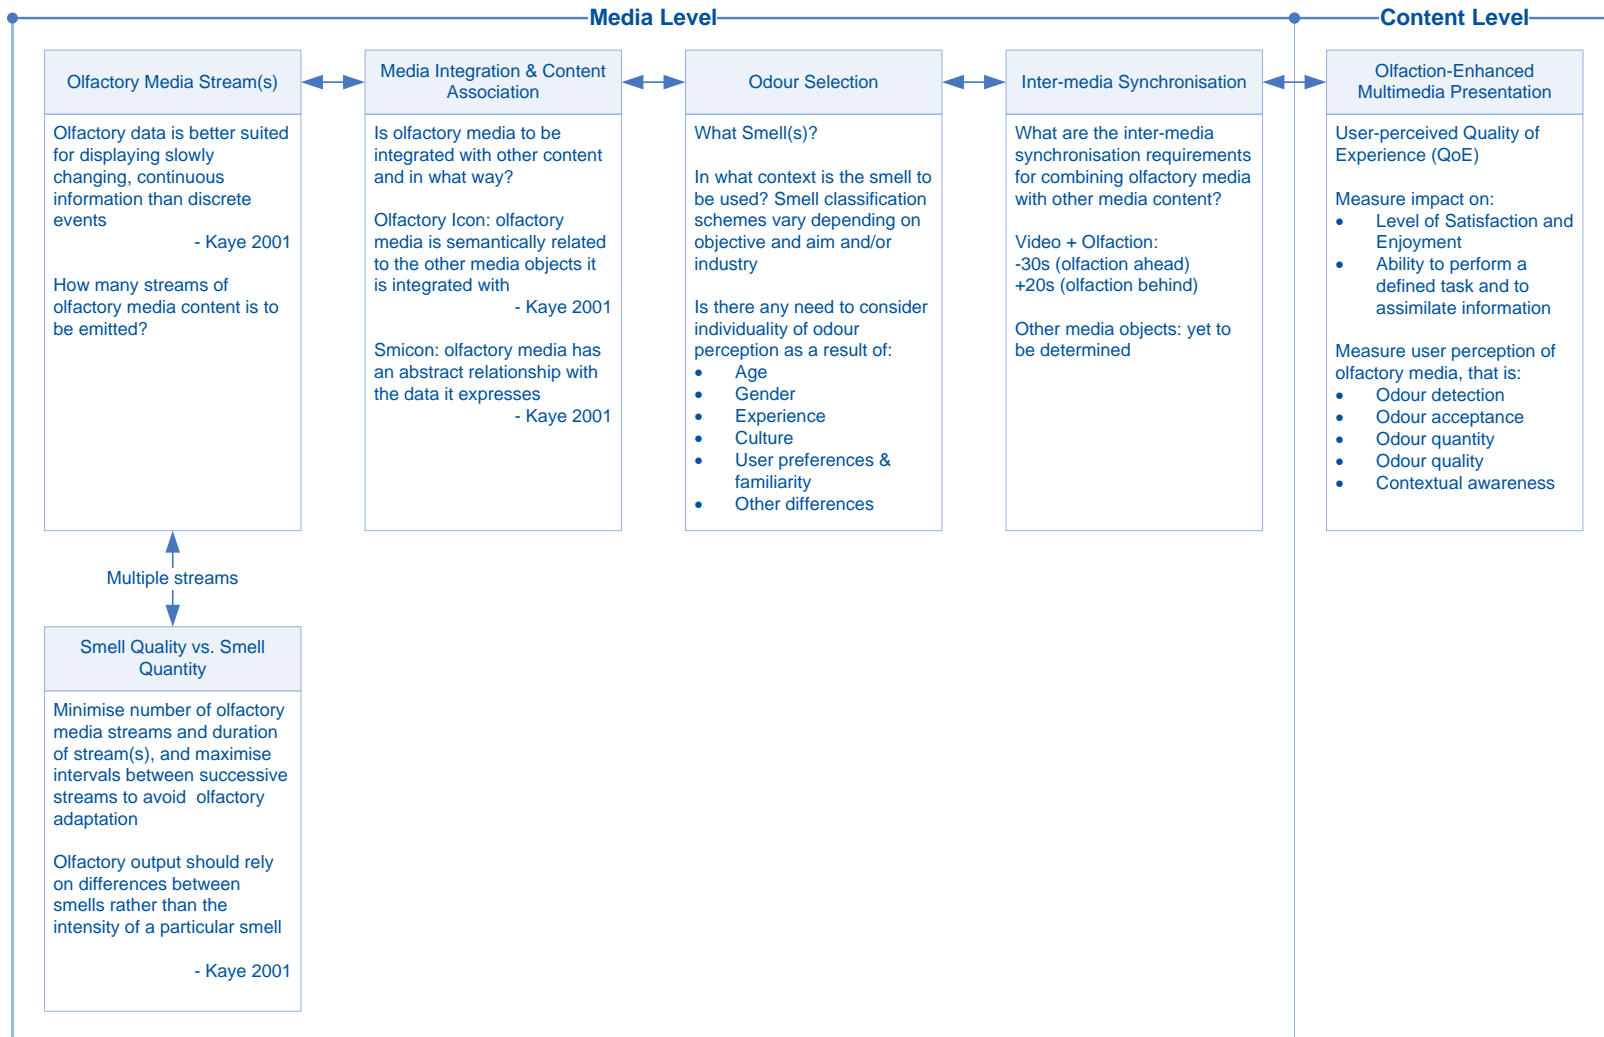 Media Level
Content Level
Olfactory Media Stream(s)
Olfactory data is better suited
for displaying slowly
changing, continuous
information than discrete
events
- Kaye 2001
How many streams of
olfactory media content is to
be emitted?
Multiple streams
Smell Quality vs. Smell
Quantity
Minimise number of olfactory
media streams and duration
of stream(s), and maximise
intervals between successive
streams to avoid  olfactory
adaptation
Olfactory output should rely
on differences between
smells rather than the
intensity of a particular smell
- Kaye 2001
Media Integration & Content
Association
Is olfactory media to be
integrated with other content
and in what way?
Olfactory Icon: olfactory
media is semantically related
to the other media objects it
is integrated with
- Kaye 2001
Smicon: olfactory media has
an abstract relationship with
the data it expresses
- Kaye 2001
Odour Selection
What Smell(s)?
In what context is the smell to
be used? Smell classification
schemes vary depending on
objective and aim and/or
industry
Is there any need to consider
individuality of odour
perception as a result of:
• Age
• Gender
• Experience
• Culture
• User preferences &
familiarity
• Other differences
Inter-media Synchronisation
What are the inter-media
synchronisation requirements
for combining olfactory media
with other media content?
Video + Olfaction:
-30s (olfaction ahead)
+20s (olfaction behind)
Other media objects: yet to
be determined
Olfaction-Enhanced
Multimedia Presentation
User-perceived Quality of
Experience (QoE)
Measure impact on:
• Level of Satisfaction and
Enjoyment
• Ability to perform a
defined task and to
assimilate information
Measure user perception of
olfactory media, that is:
• Odour detection
• Odour acceptance
• Odour quantity
• Odour quality
• Contextual awareness